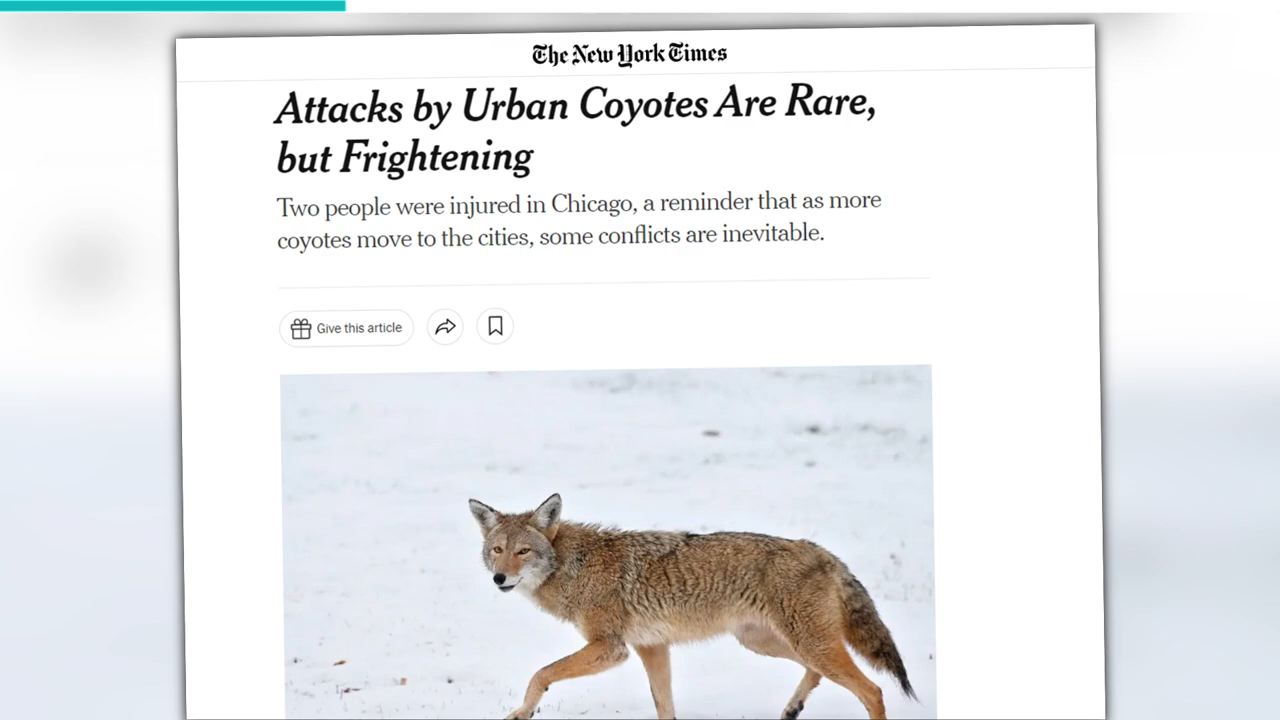 The New York Times
Attacks by Urban Coyotes Are Rare,
but Frightening
Two people were injured in Chicago, a reminder that as more
coyotes move to the cities, some conflicts are inevitable.
Give this article